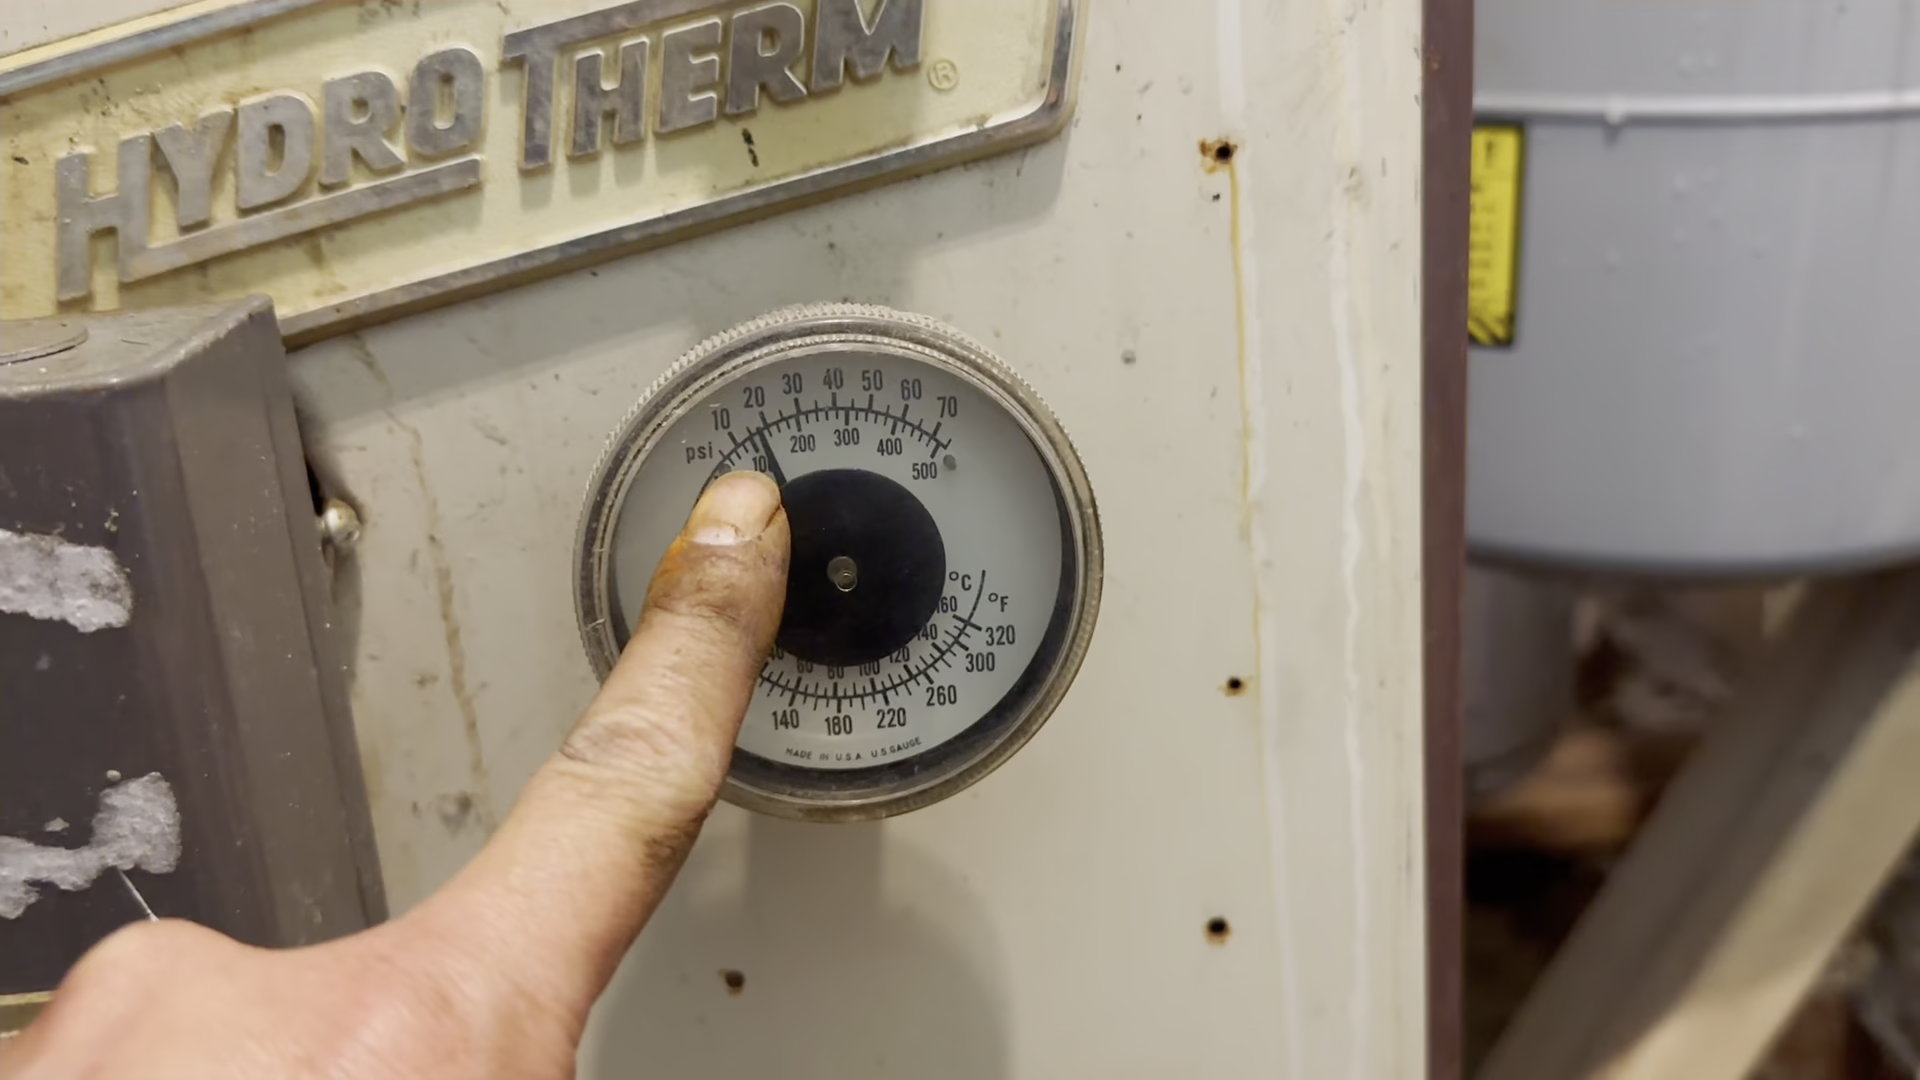 HYDROTHERM ®
10 20 30 40 50 60 70
psi
100 200 300 400 500
°C
°F
60 80 100 120 140 160
140 180 220 260 300 320
MADE IN U.S.A. U.S. GAUGE